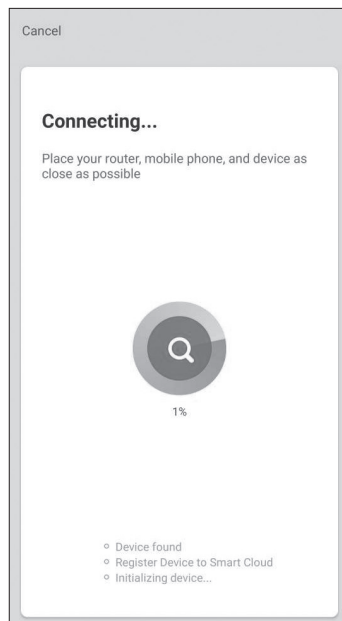 Cancel
Connecting...
Place your router, mobile phone, and device as
close as possible
1%
Device found
Register Device to Smart Cloud
Initializing device...